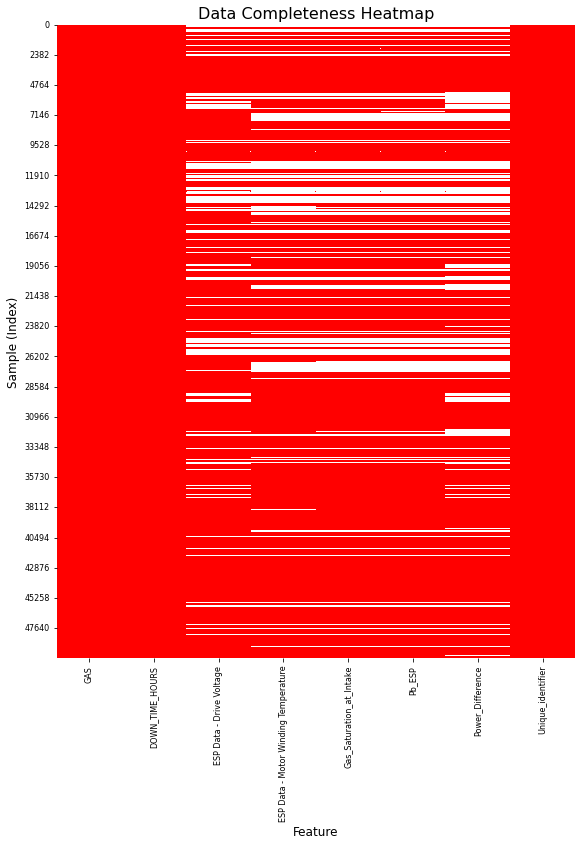 Data Completeness Heatmap
Sample (Index)
0
2382
4764
7146
9528
11910
14292
16674
19056
21438
23820
26202
28584
30966
33348
35730
38112
40494
42876
45258
47640
GAS
DOWN_TIME_HOURS
ESP Data - Drive Voltage
ESP Data - Motor Winding Temperature
Gas_Saturation_at_Intake
Pb_ESP
Power_Difference
Unique_identifier
Feature